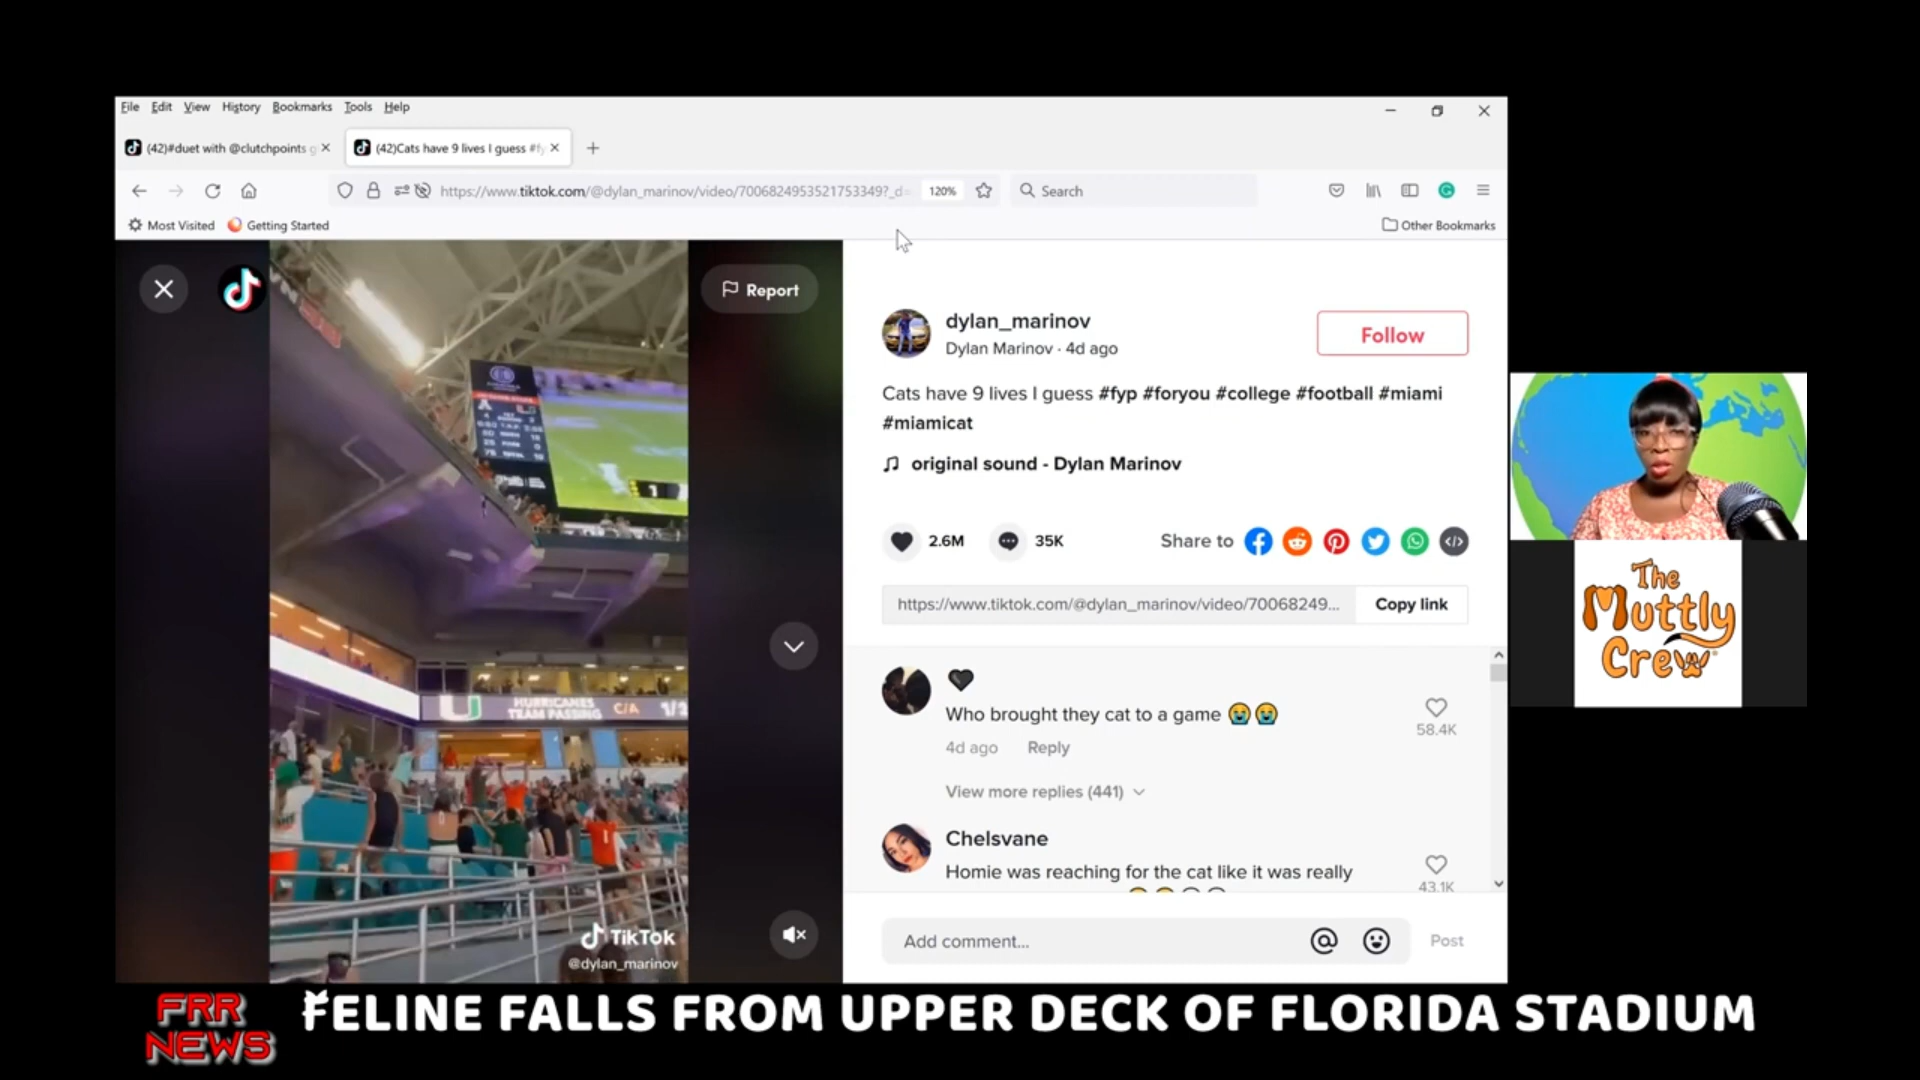 File Edit View History Bookmarks Tools Help
(42)#duet with @clutchpoints g
(42)Cats have 9 lives I guess #fy
https://www.tiktok.com/@dylan_marinov/video/7006824953521753349?_d
120%
Search
Most Visited
Getting Started
Other Bookmarks
Report
dylan_marinov
Dylan Marinov · 4d ago
Follow
Cats have 9 lives I guess #fyp #foryou #college #football #miami
#miamicat
original sound - Dylan Marinov
2.6M
35K
Share to
https://www.tiktok.com/@dylan_marinov/video/70068249...
Copy link
Who brought they cat to a game
4d ago
Reply
58.4K
View more replies (441)
Chelsvane
Homie was reaching for the cat like it was really
43.1K
Add comment...
Post
HURRICANES
TEAM PASSING
C/A
TikTok
@dylan_marinov
The
Muttly
Crew
FRR
NEWS
FELINE FALLS FROM UPPER DECK OF FLORIDA STADIUM